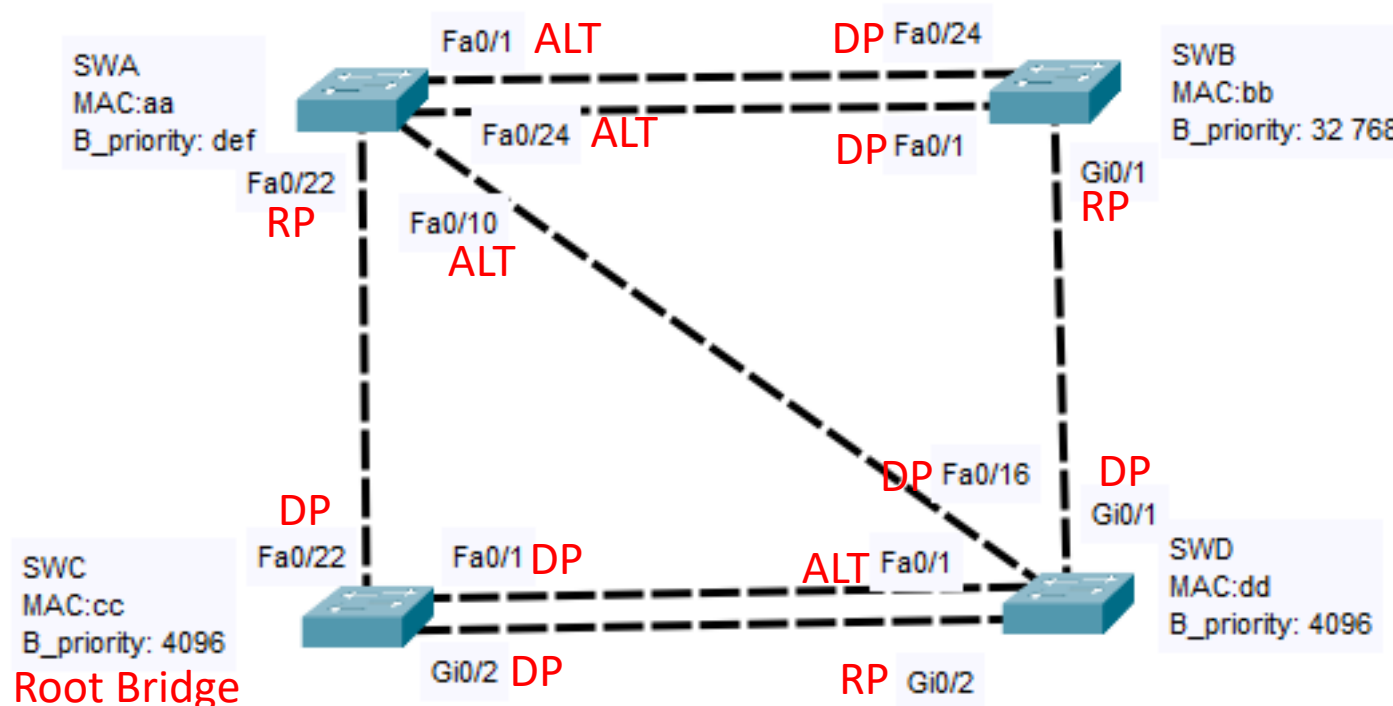 Fa0/1 ALT
DP Fa0/24
SWA
MAC:aa
B_priority: def
SWB
MAC:bb
B_priority: 32 768
Fa0/24 ALT
DP Fa0/1
Fa0/22
RP
Gi0/1
RP
Fa0/10
ALT
DP Fa0/16
DP
Gi0/1
DP
Fa0/22
Fa0/1 DP
ALT Fa0/1
SWC
MAC:cc
B_priority: 4096
Root Bridge
SWD
MAC:dd
B_priority: 4096
Gi0/2 DP
RP Gi0/2